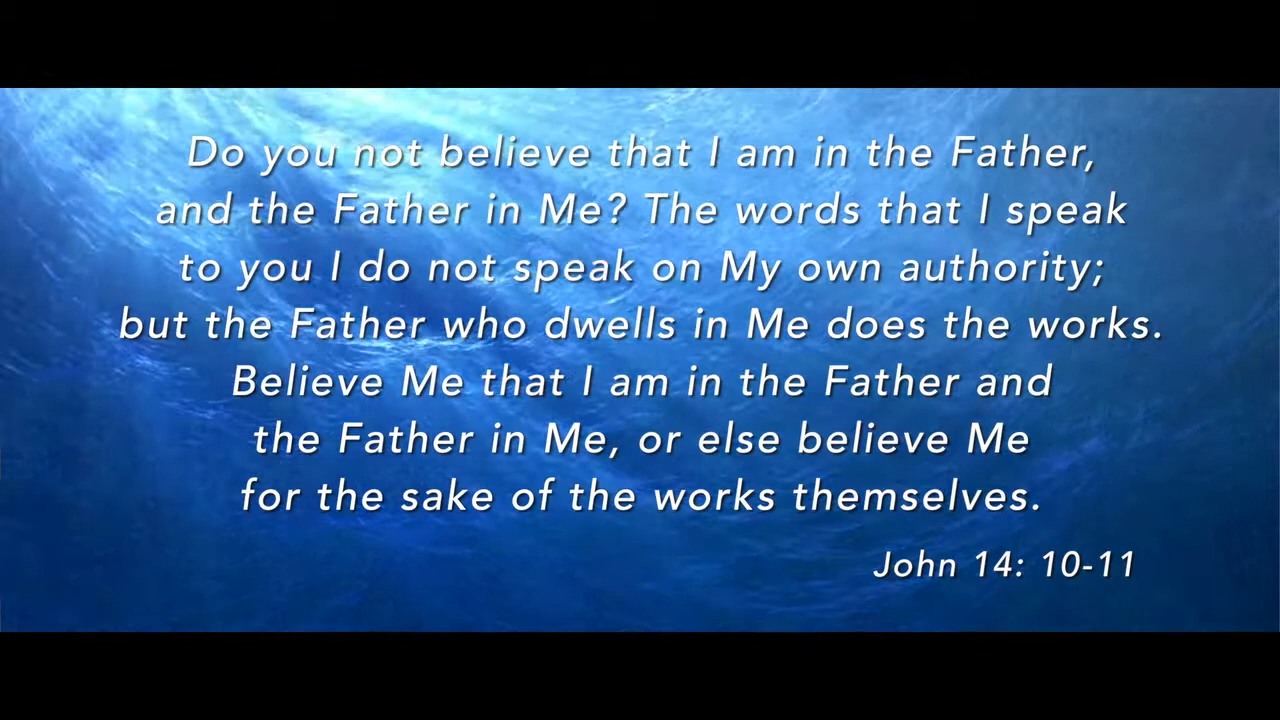 Do you not believe that I am in the Father,
and the Father in Me? The words that I speak
to you I do not speak on My own authority;
but the Father who dwells in Me does the works.
Believe Me that I am in the Father and
the Father in Me, or else believe Me
for the sake of the works themselves.
John 14: 10-11